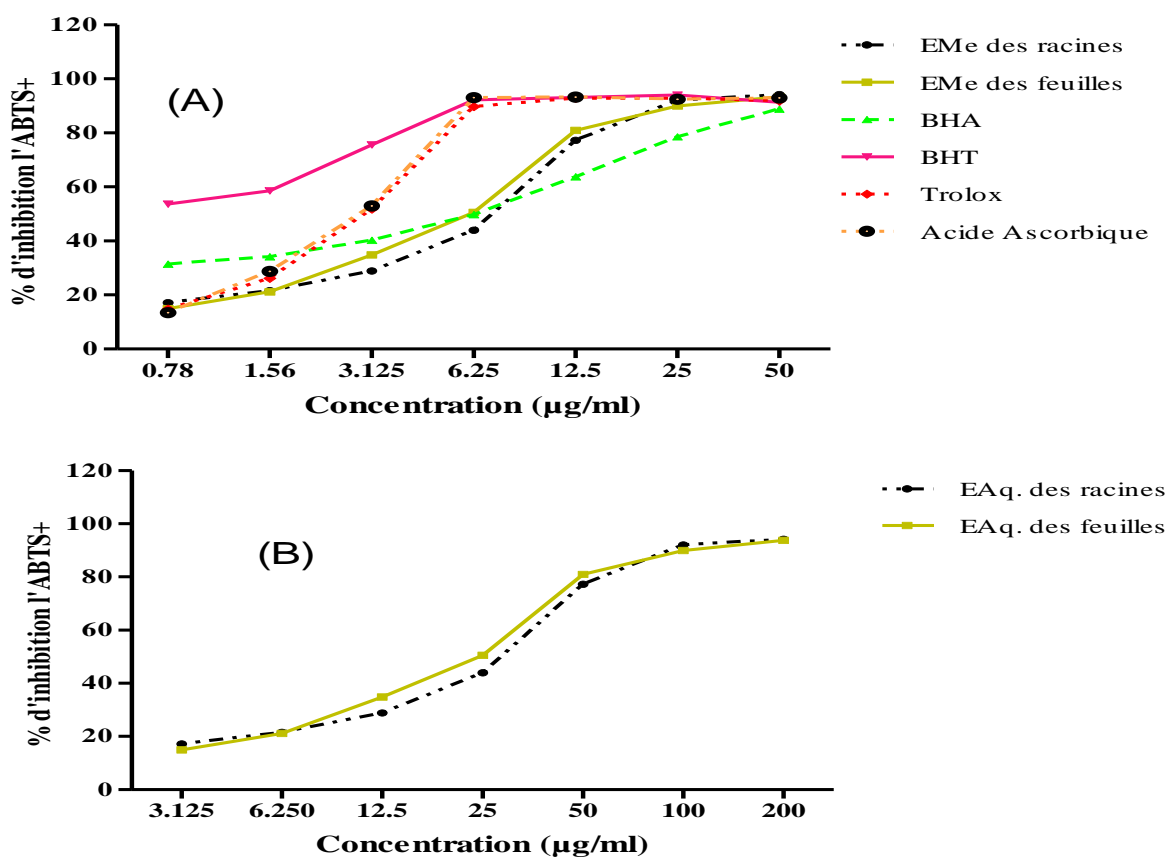 120
100
80
60
40
20
0
% d'inhibition l'ABTS+
(A)
0.78 1.56 3.125 6.25 12.5 25 50
Concentration (µg/ml)
EMe des racines
EMe des feuilles
BHA
BHT
Trolox
Acide Ascorbique
120
100
80
60
40
20
0
% d'inhibition l'ABTS+
(B)
3.125 6.250 12.5 25 50 100 200
Concentration (µg/ml)
EAq. des racines
EAq. des feuilles